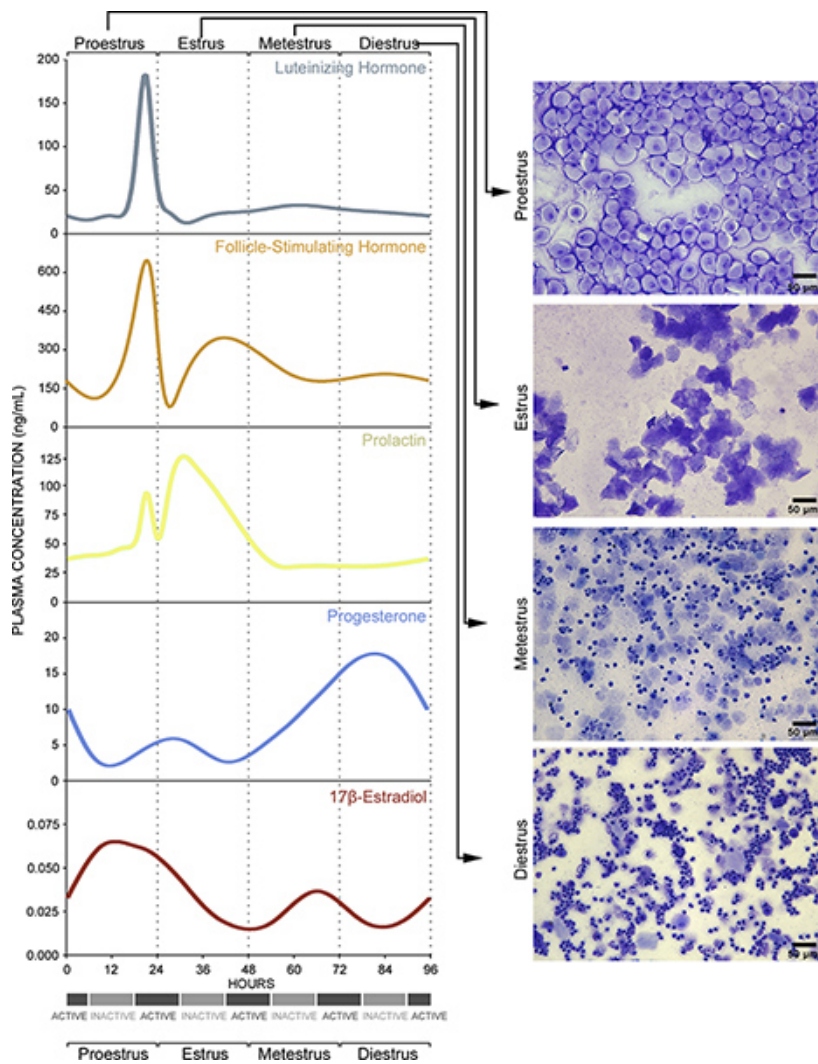 Proestrus Estrus Metestrus Diestrus
Luteinizing Hormone
200
150
100
50
0
Follicle-Stimulating Hormone
600
450
300
150
0
Prolactin
125
100
75
50
25
0
Progesterone
20
15
10
5
0
17β-Estradiol
0.075
0.050
0.025
0.000
PLASMA CONCENTRATION (ng/mL)
0 12 24 36 48 60 72 84 96
HOURS
ACTIVE INACTIVE ACTIVE INACTIVE ACTIVE INACTIVE ACTIVE INACTIVE ACTIVE
Proestrus Estrus Metestrus Diestrus
Proestrus
50 µm
Estrus
50 µm
Metestrus
50 µm
Diestrus
50 µm